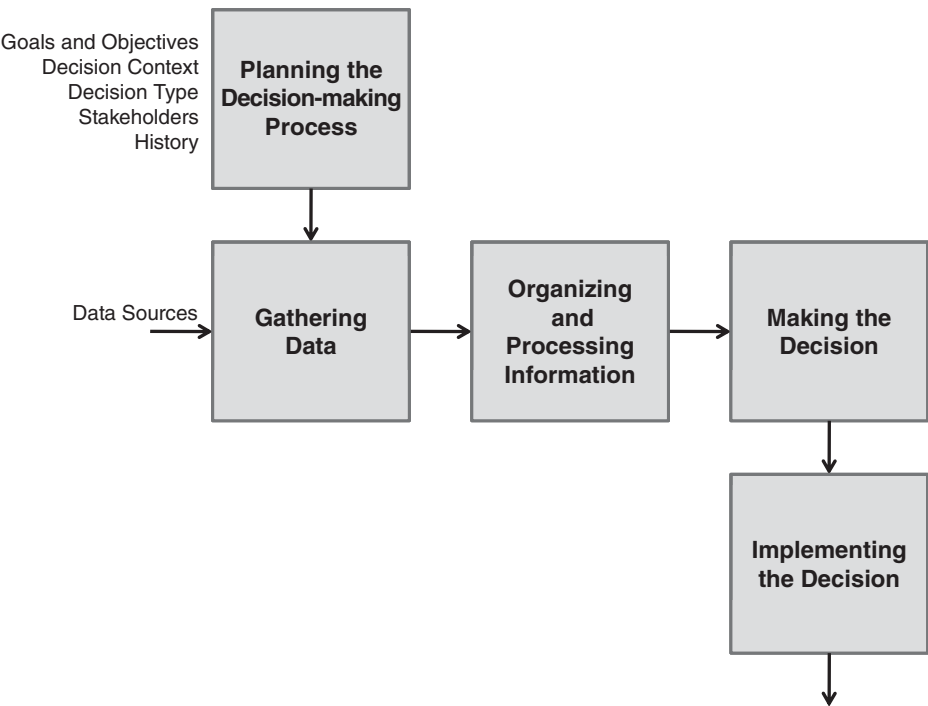 Goals and Objectives
Decision Context
Decision Type
Stakeholders
History
Planning the
Decision-making
Process
Data Sources
Gathering
Data
Organizing
and
Processing
Information
Making the
Decision
Implementing
the Decision